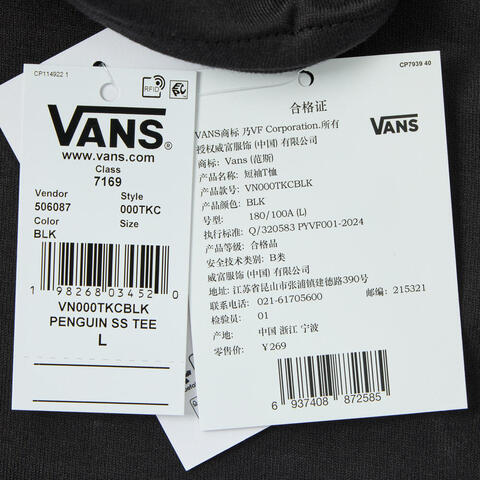 CP114922 1
RFID
VANS
www.vans.com
Class
7169
Vendor Style
506087 000TKC
Color Size
BLK
1 98268 03452 0
VN000TKCBLK
PENGUIN SS TEE
L
CP7939 40
合格证
VANS
VANS商标 乃VF Corporation.所有
授权威富服饰(中国)有限公司
商标: Vans (范斯)
产品名称: 短袖T恤
产品款号: VN000TKCBLK
产品颜色: BLK
号型: 180/100A (L)
执行标准: Q/320583 PYVF001-2024
产品等级: 合格品
安全技术类别: B类
威富服饰(中国)有限公司
地址: 江苏省昆山市张浦镇建德路390号
联系电话: 021-61705600 邮编: 215321
检验员: 01
产地: 中国 浙江 宁波
零售价: Y269
6 937408 872585